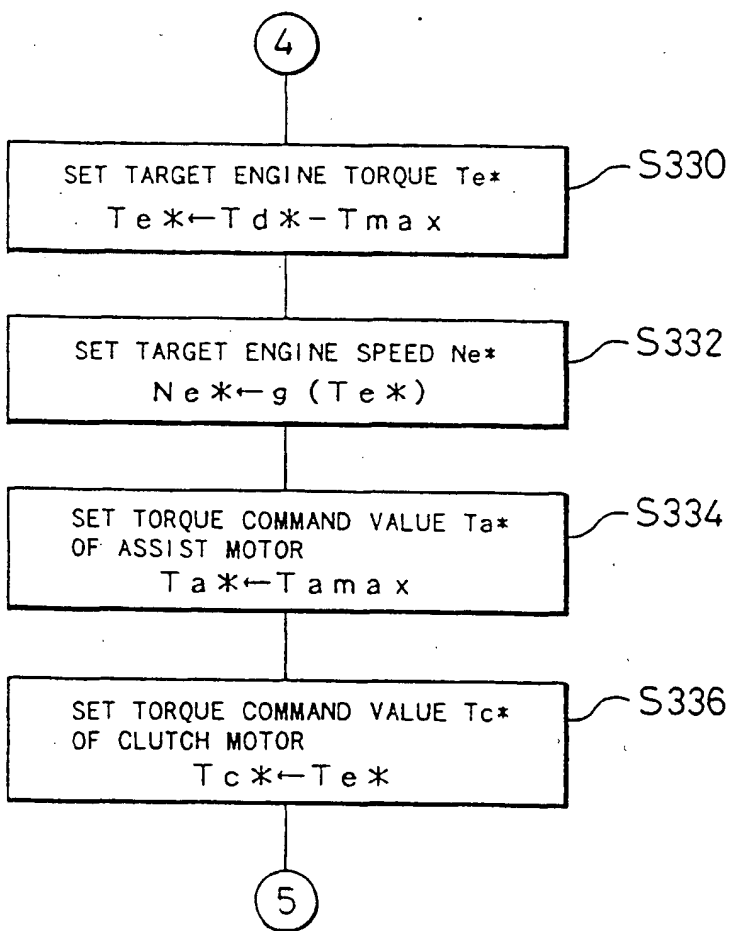 4
SET TARGET ENGINE TORQUE Te*
Te*←Td*-Tmax
S330
SET TARGET ENGINE SPEED Ne*
Ne*←g(Te*)
S332
SET TORQUE COMMAND VALUE Ta*
OF ASSIST MOTOR
Ta*←Tamax
S334
SET TORQUE COMMAND VALUE Tc*
OF CLUTCH MOTOR
Tc*←Te*
S336
5